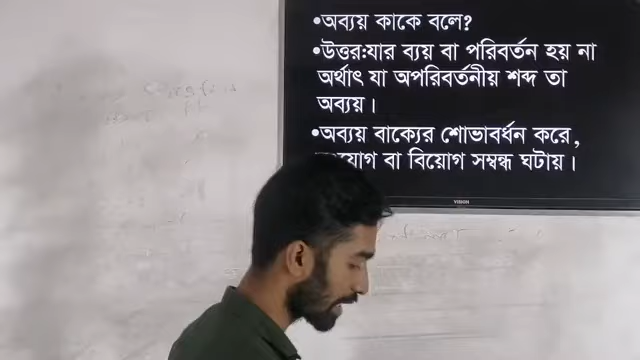 •অব্যয় কাকে বলে?
•উত্তর:যার ব্যয় বা পরিবর্তন হয় না
অর্থাৎ যা অপরিবর্তনীয় শব্দ তা
অব্যয়।
•অব্যয় বাক্যের শোভাবর্ধন করে,
বা বিয়োগ সম্বন্ধ ঘটায়।
VISION